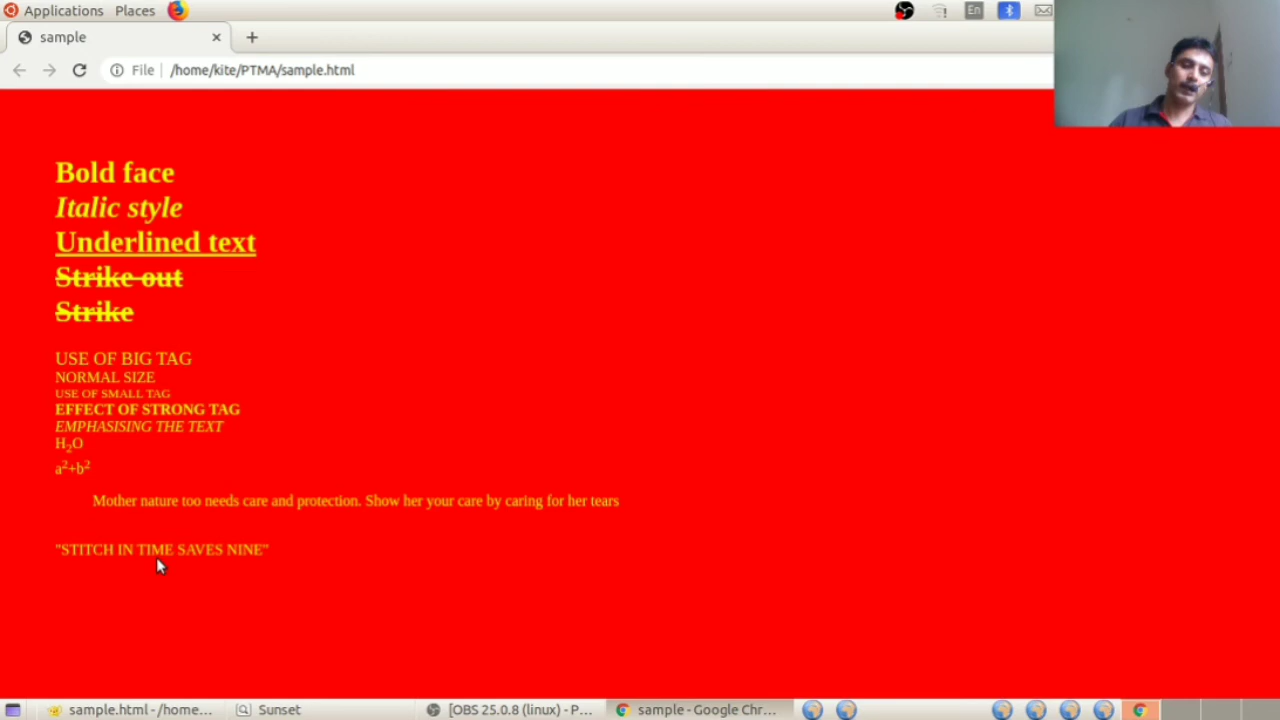 Applications Places En
sample
File /home/kite/PTMA/sample.html
Bold face
Italic style
Underlined text
Strike out
Strike
USE OF BIG TAG
NORMAL SIZE
USE OF SMALL TAG
EFFECT OF STRONG TAG
EMPHASISING THE TEXT
H₂O
a²+b²
Mother nature too needs care and protection. Show her your care by caring for her tears
"STITCH IN TIME SAVES NINE"
sample.html - /home... Sunset [OBS 25.0.8 (linux) - P... sample - Google Chr...